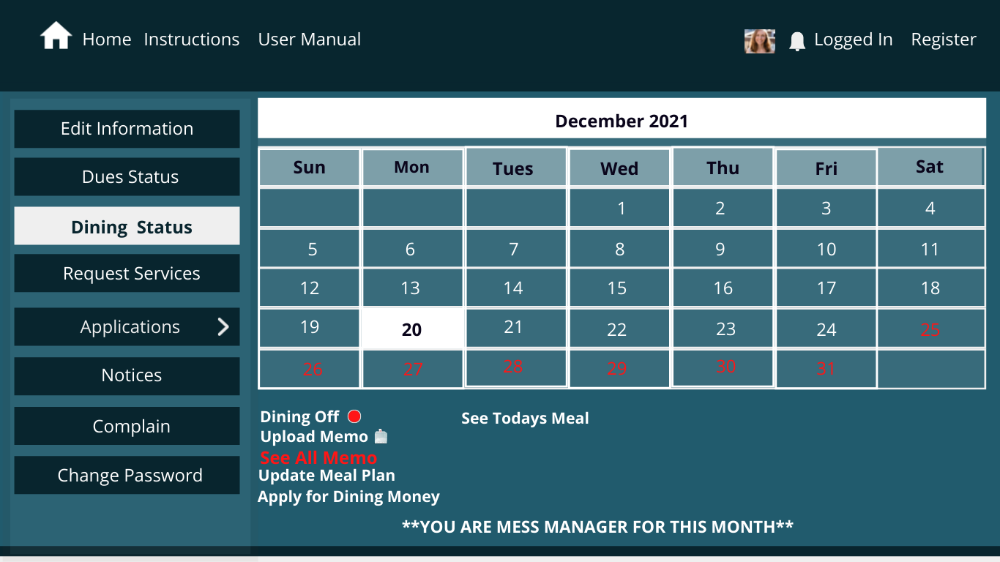 Home Instructions User Manual Logged In Register
Edit Information
Dues Status
Dining Status
Request Services
Applications
Notices
Complain
Change Password
December 2021
Sun Mon Tues Wed Thu Fri Sat
1 2 3 4
5 6 7 8 9 10 11
12 13 14 15 16 17 18
19 20 21 22 23 24 25
26 27 28 29 30 31
Dining Off
See Todays Meal
Upload Memo
See All Memo
Update Meal Plan
Apply for Dining Money
**YOU ARE MESS MANAGER FOR THIS MONTH**